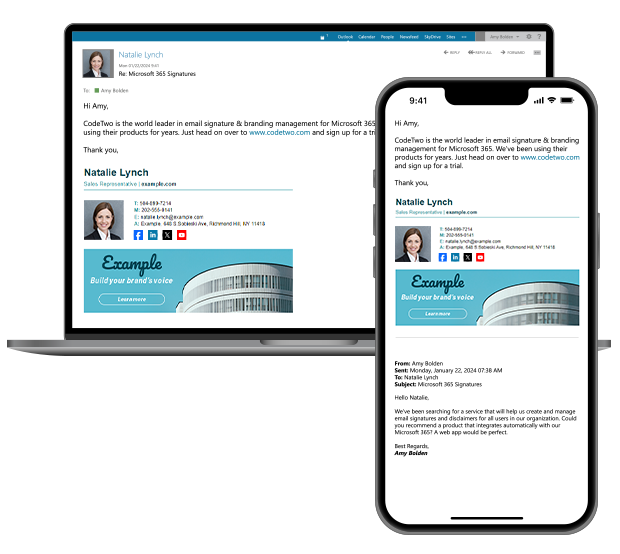 Outlook Calendar People Newsfeed SkyDrive Sites ••• Amy Bolden ?
Natalie Lynch
Mon 01/22/2024 9:41
Re: Microsoft 365 Signatures
REPLY REPLY ALL FORWARD
To: Amy Bolden
Hi Amy,
CodeTwo is the world leader in email signature & branding management for Microsoft 365
using their products for years. Just head on over to www.codetwo.com and sign up for a
Thank you,
Natalie Lynch
Sales Representative | example.com
T: 564-699-7214
M: 202-555-9141
E: natalie.lynch@example.com
A: Example, 648 S Sobieski Ave, Richmond Hill, NY 11418
Example
Build your brand's voice
Learn more
9:41
Hi Amy,
CodeTwo is the world leader in email signature & branding
management for Microsoft 365. We've been using their
products for years. Just head on over to www.codetwo.com
and sign up for a trial.
Thank you,
Natalie Lynch
Sales Representative | example.com
T: 564-699-7214
M: 202-555-9141
E: natalie.lynch@example.com
A: Example, 648 S Sobieski Ave, Richmond Hill, NY 11418
Example
Build your brand's voice
Learn more
From: Amy Bolden
Sent: Monday, January 22, 2024 07:38 AM
To: Natalie Lynch
Subject: Microsoft 365 Signatures
Hello Natalie,
We've been searching for a service that will help us create and manage
email signatures and disclaimers for all users in our organization. Could
you recommend a product that integrates automatically with our
Microsoft 365? A web app would be perfect.
Best Regards,
Amy Bolden